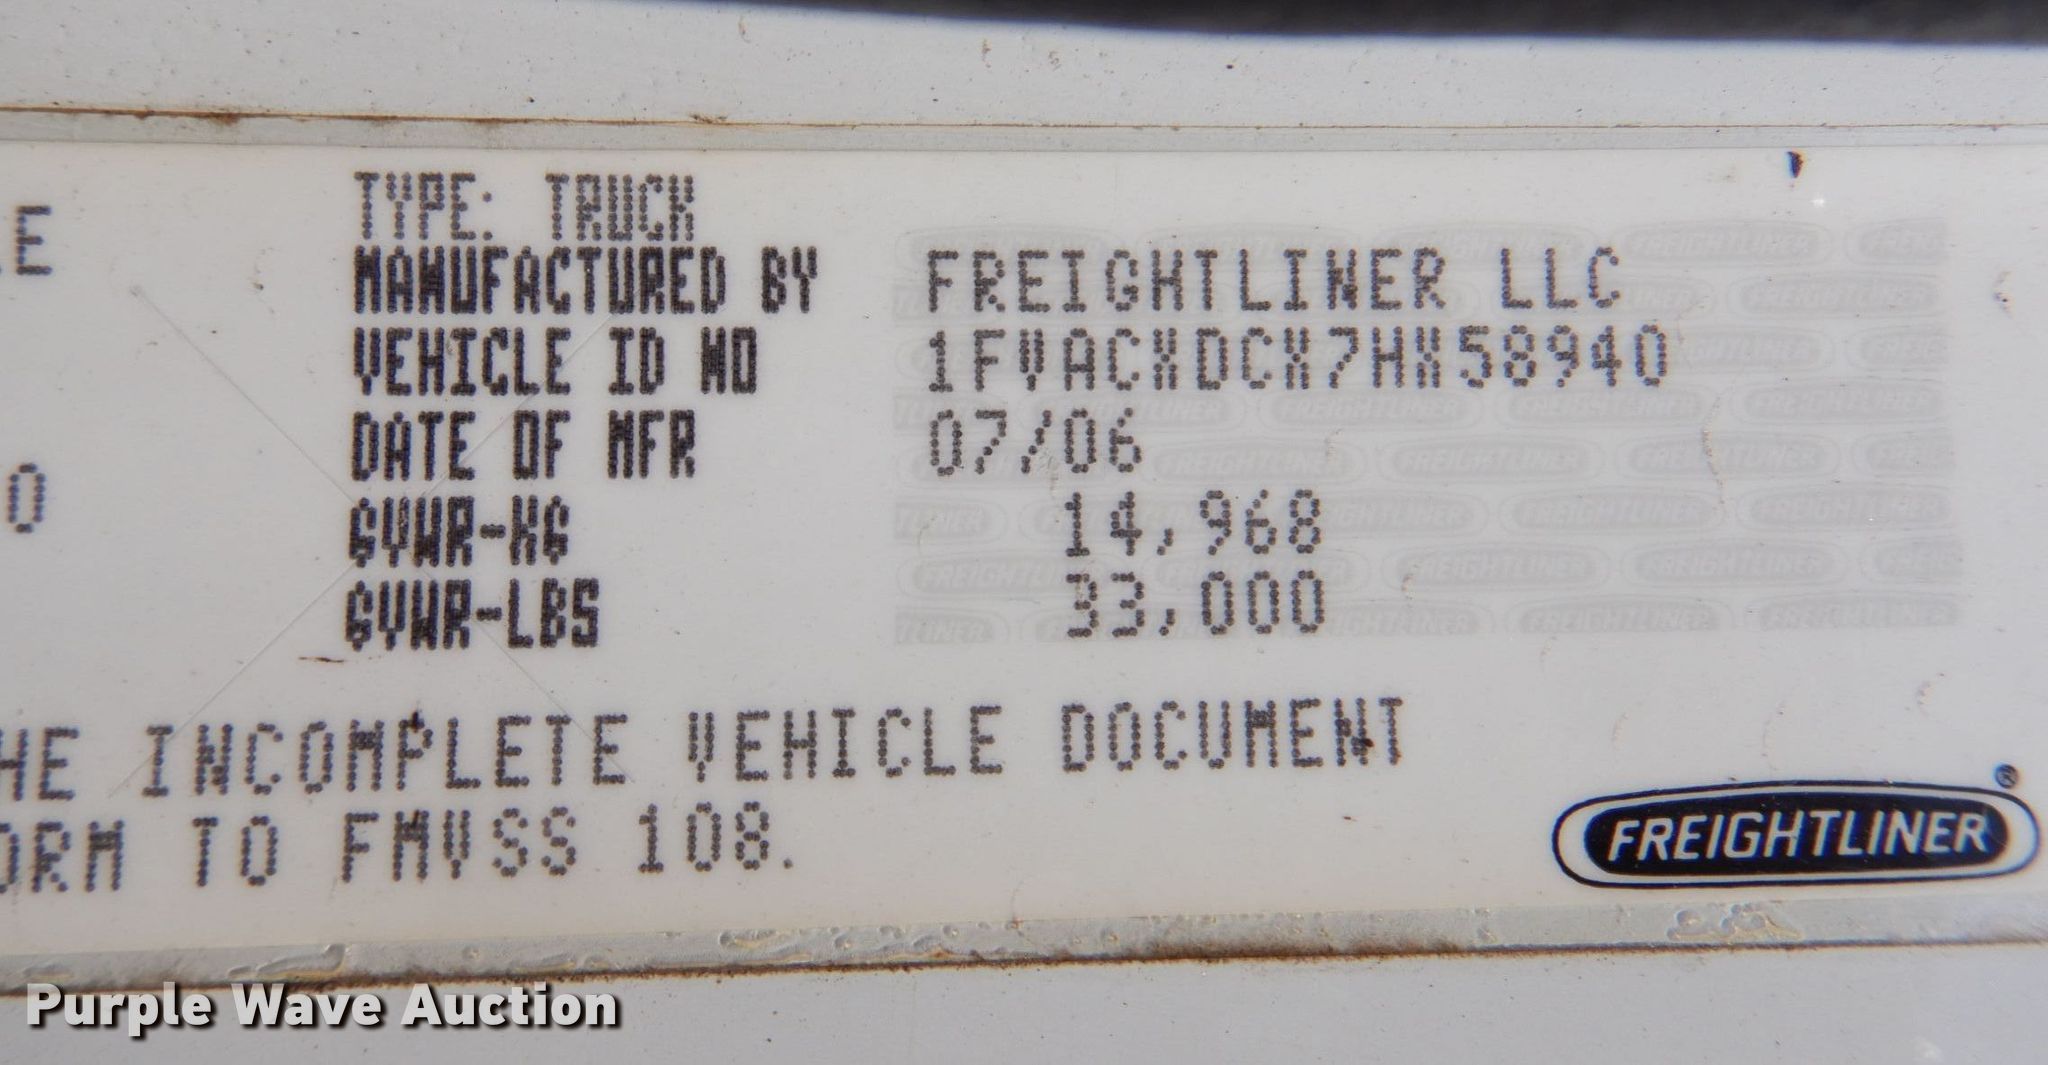 E
0
TYPE: TRUCK
MANUFACTURED BY FREIGHTLINER LLC
VEHICLE ID NO 1FVACXDCX7HX58940
DATE OF MFR 07/06
GVWR-KG 14,968
GVWR-LBS 33,000
HE INCOMPLETE VEHICLE DOCUMENT
ORM TO FMVSS 108.
FREIGHTLINER®
Purple Wave Auction